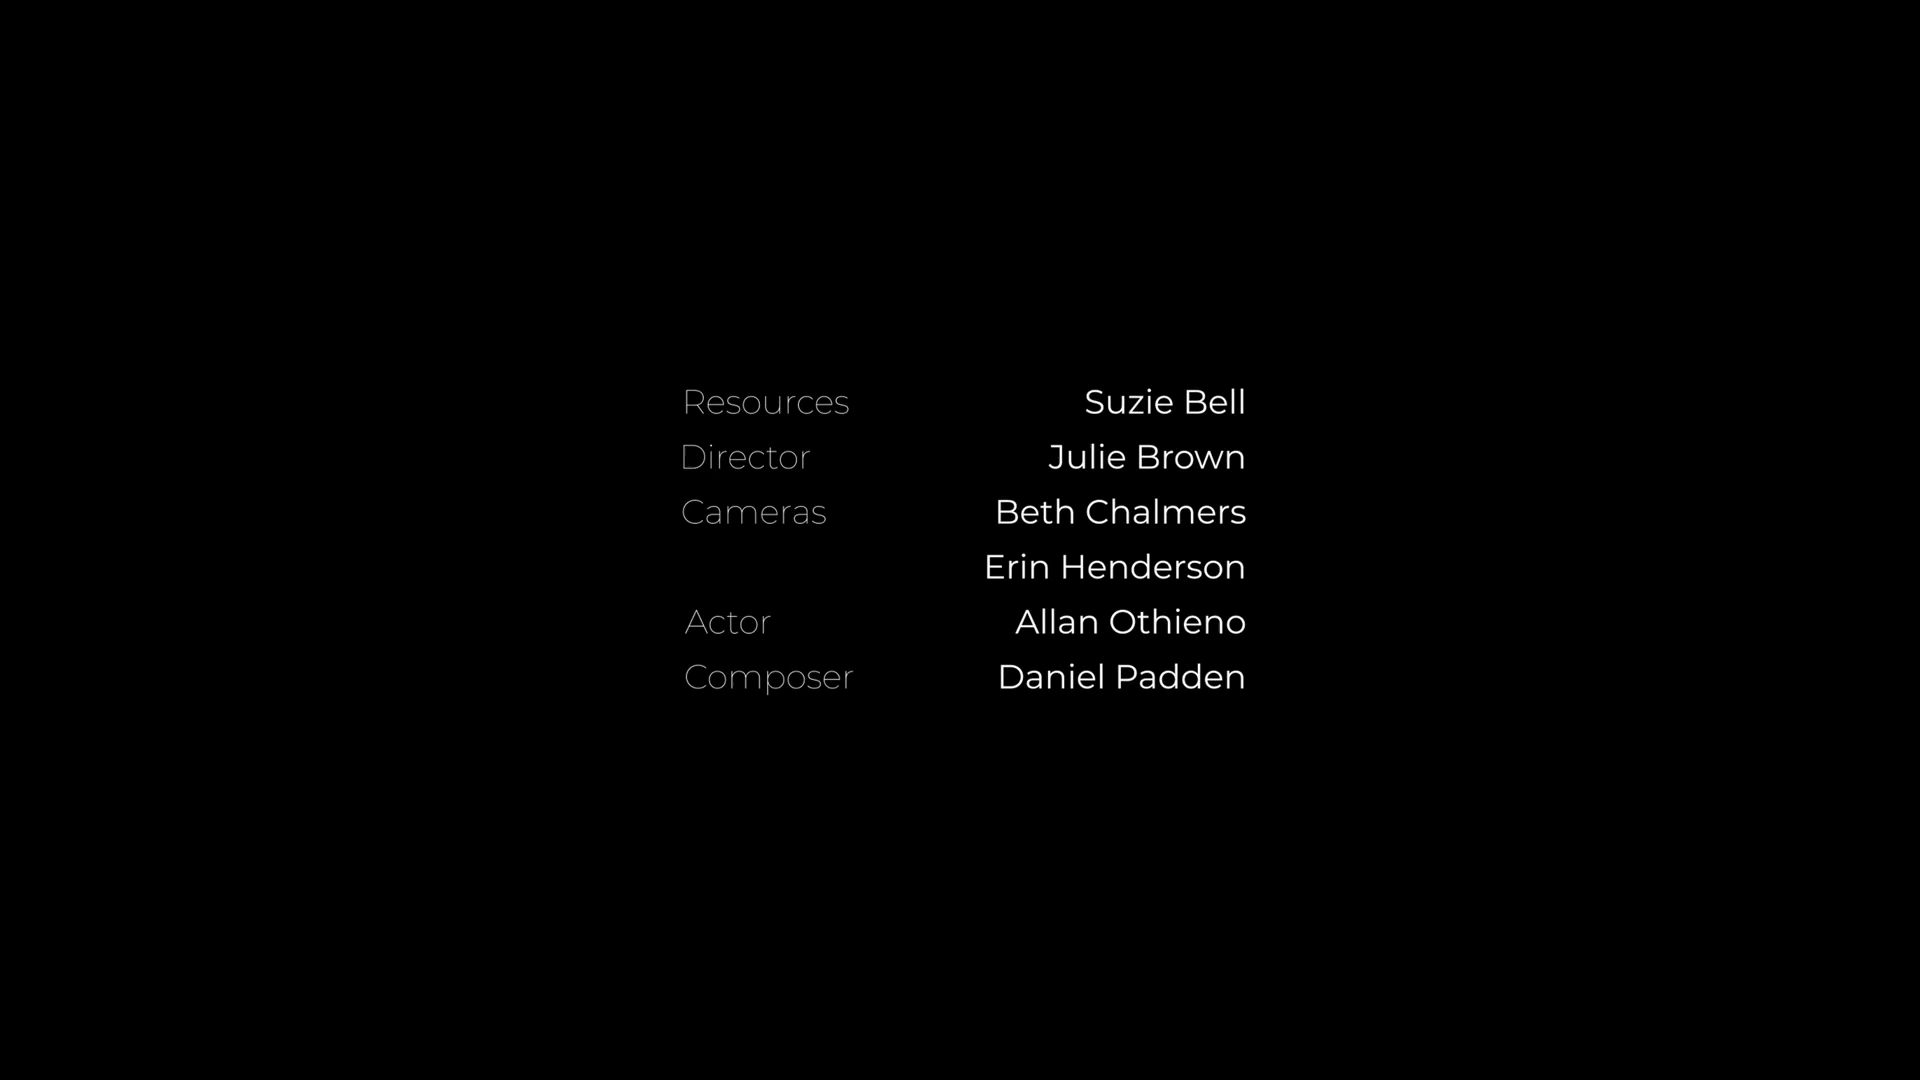 Resources Suzie Bell
Director Julie Brown
Cameras Beth Chalmers
Erin Henderson
Actor Allan Othieno
Composer Daniel Padden